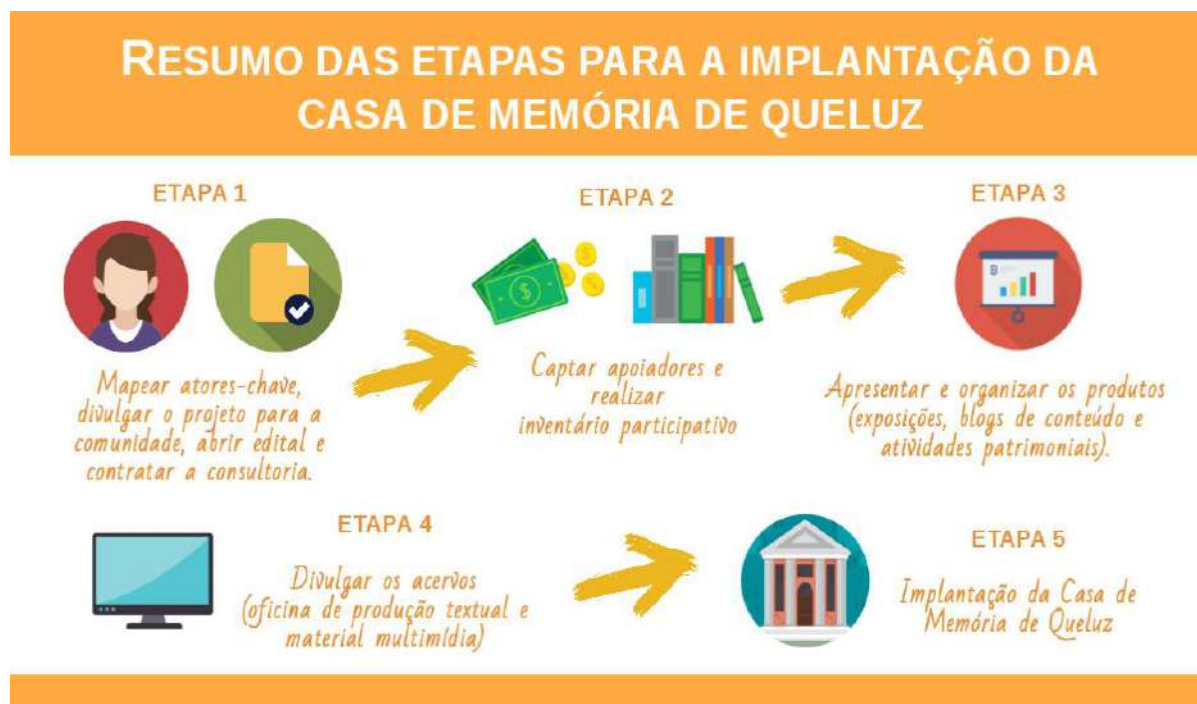 RESUMO DAS ETAPAS PARA A IMPLANTAÇÃO DA
CASA DE MEMÓRIA DE QUELUZ
ETAPA 1
Mapear atores-chave,
divulgar o projeto para a
comunidade, abrir edital e
contratar a consultoria.
ETAPA 2
Captar apoiadores e
realizar
inventário participativo
ETAPA 3
Apresentar e organizar os produtos
(exposições, blogs de conteúdo e
atividades patrimoniais).
ETAPA 4
Divulgar os acervos
(oficina de produção textual e
material multimídia)
ETAPA 5
Implantação da Casa de
Memória de Queluz